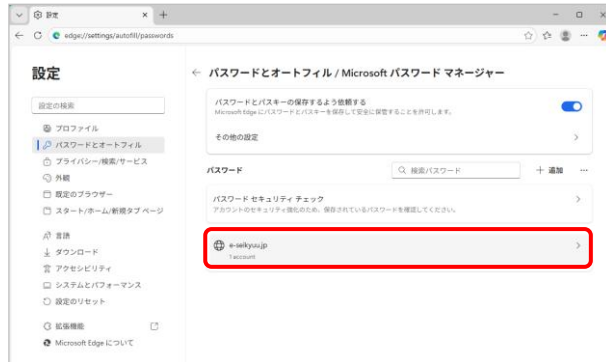 設定
edge://settings/autofill/passwords
設定
設定の検索
プロファイル
パスワードとオートフィル
プライバシー/検索/サービス
外観
既定のブラウザー
スタート/ホーム/新規タブ ページ
言語
ダウンロード
アクセシビリティ
システムとパフォーマンス
設定のリセット
拡張機能
Microsoft Edge について
パスワードとオートフィル / Microsoft パスワード マネージャー
パスワードとパスキーの保存するよう依頼する
Microsoft Edge にパスワードとパスキーを保存して安全に保管することを許可します。
その他の設定
パスワード
検索パスワード
追加
パスワード セキュリティ チェック
アカウントのセキュリティ強化のため、保存されているパスワードを確認してください。
e-seikyuu.jp
1 account